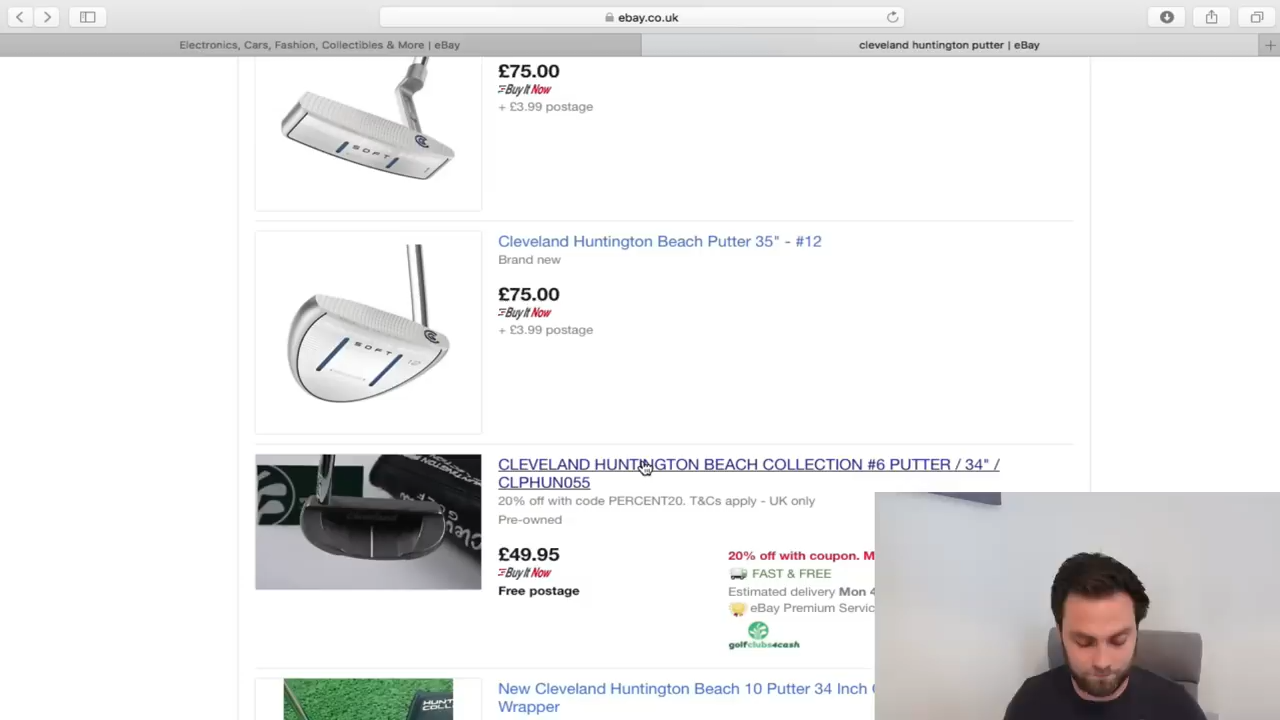 ebay.co.uk
Electronics, Cars, Fashion, Collectibles & More | eBay
cleveland huntington putter | eBay
£75.00
Buy It Now
+ £3.99 postage
SOFT
Cleveland Huntington Beach Putter 35" - #12
Brand new
£75.00
Buy It Now
+ £3.99 postage
SOFT
12
CLEVELAND HUNTINGTON BEACH COLLECTION #6 PUTTER / 34" /
CLPHUN055
20% off with code PERCENT20. T&Cs apply - UK only
Pre-owned
£49.95
Buy It Now
Free postage
20% off with coupon. M
FAST & FREE
Estimated delivery Mon 4
eBay Premium Servic
golfclubs4cash
New Cleveland Huntington Beach 10 Putter 34 Inch
Wrapper